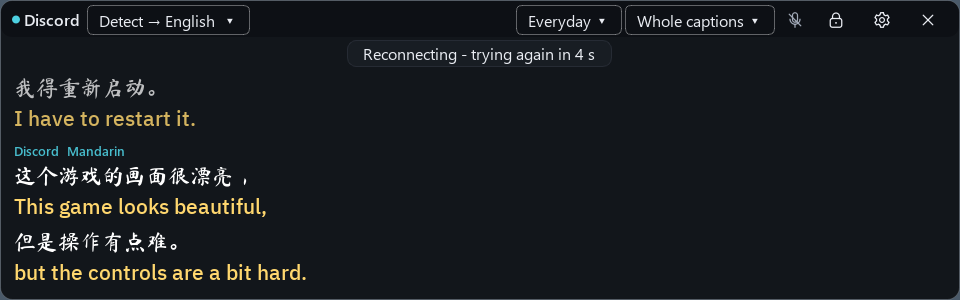 Discord Detect → English ▾ Everyday ▾ Whole captions ▾
Reconnecting - trying again in 4 s
我得重新启动。
I have to restart it.
Discord Mandarin
这个游戏的画面很漂亮，
This game looks beautiful,
但是操作有点难。
but the controls are a bit hard.